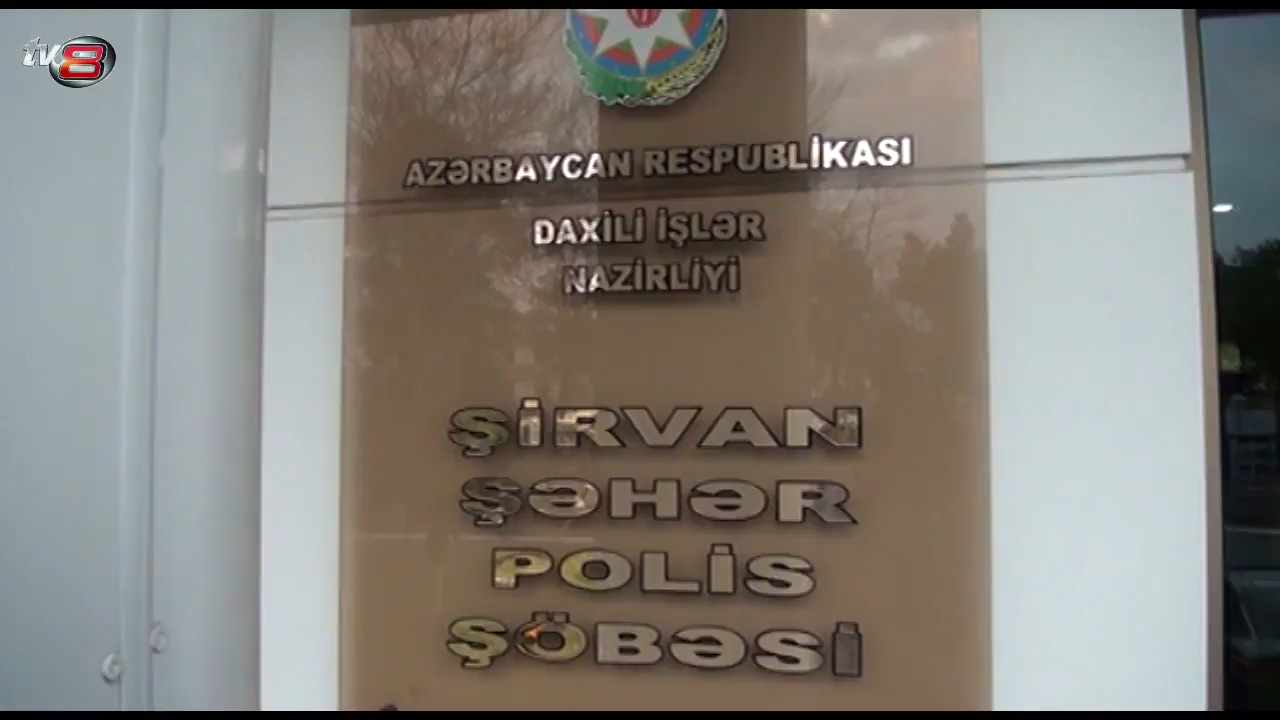 tv8
AZƏRBAYCAN RESPUBLİKASI
DAXİLİ İŞLƏR
NAZİRLİYİ
ŞİRVAN
ŞƏHƏR
POLİS
ŞÖBƏSİ